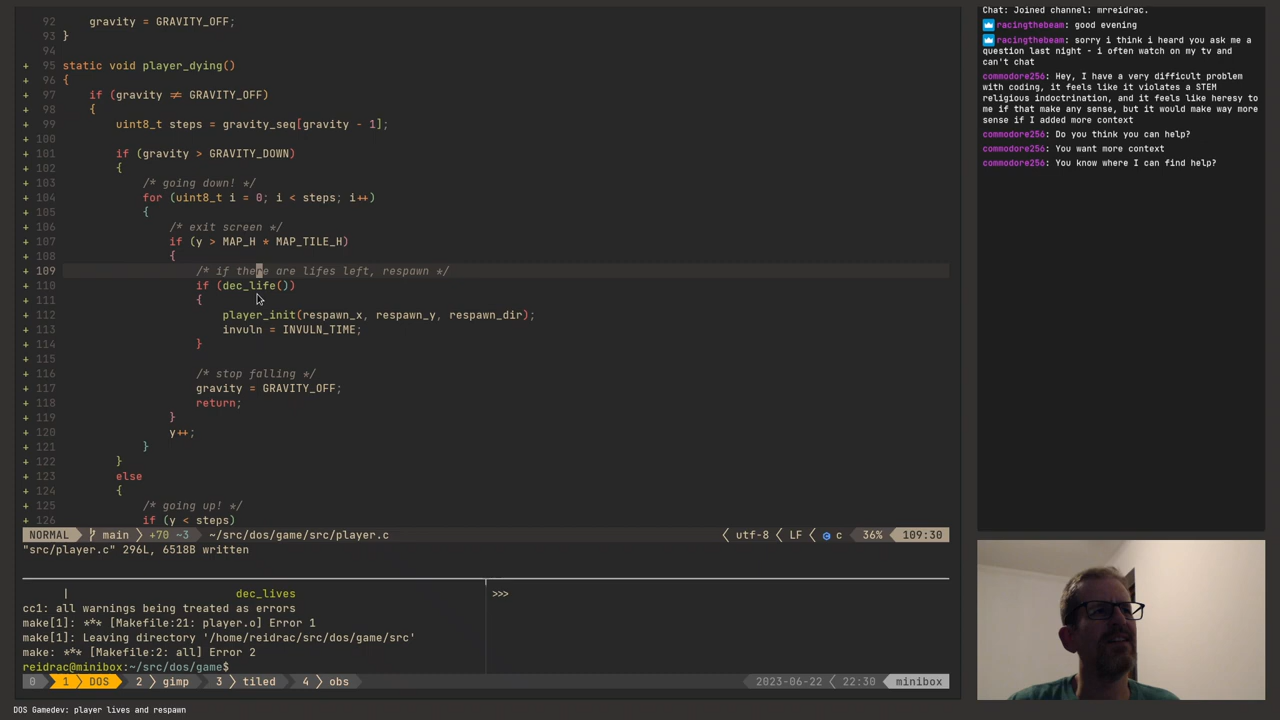 92     gravity = GRAVITY_OFF;
93 }
94
+ 95 static void player_dying()
+ 96 {
+ 97     if (gravity ≠ GRAVITY_OFF)
+ 98     {
+ 99         uint8_t steps = gravity_seq[gravity - 1];
+ 100
+ 101         if (gravity > GRAVITY_DOWN)
+ 102         {
+ 103             /* going down! */
+ 104             for (uint8_t i = 0; i < steps; i++)
+ 105             {
+ 106                 /* exit screen */
+ 107                 if (y > MAP_H * MAP_TILE_H)
+ 108                 {
+ 109                     /* if there are lifes left, respawn */
+ 110                     if (dec_life())
+ 111                     {
+ 112                         player_init(respawn_x, respawn_y, respawn_dir);
+ 113                         invuln = INVULN_TIME;
+ 114                     }
+ 115
+ 116                     /* stop falling */
+ 117                     gravity = GRAVITY_OFF;
+ 118                     return;
+ 119                 }
+ 120                 y++;
+ 121             }
+ 122         }
+ 123         else
+ 124         {
+ 125             /* going up! */
+ 126             if (y < steps)
NORMAL main +70 ~3 ~/src/dos/game/src/player.c utf-8 LF c 36% 109:30
"src/player.c" 296L, 6518B written
| dec_lives
cc1: all warnings being treated as errors
make[1]: *** [Makefile:21: player.o] Error 1
make[1]: Leaving directory '/home/reidrac/src/dos/game/src'
make: *** [Makefile:2: all] Error 2
reidrac@minibox:~/src/dos/game$
>>>
0 1 DOS 2 gimp 3 tiled 4 obs 2023-06-22 22:30 minibox
DOS Gamedev: player lives and respawn
Chat: Joined channel: mrreidrac.
racingthebeam: good evening
racingthebeam: sorry i think i heard you ask me a
question last night - i often watch on my tv and
can't chat
commodore256: Hey, I have a very difficult problem
with coding, it feels like it violates a STEM
religious indoctrination, and it feels like heresy to
me if that make any sense, but it would make way more
sense if I added more context
commodore256: Do you think you can help?
commodore256: You want more context
commodore256: You know where I can find help?